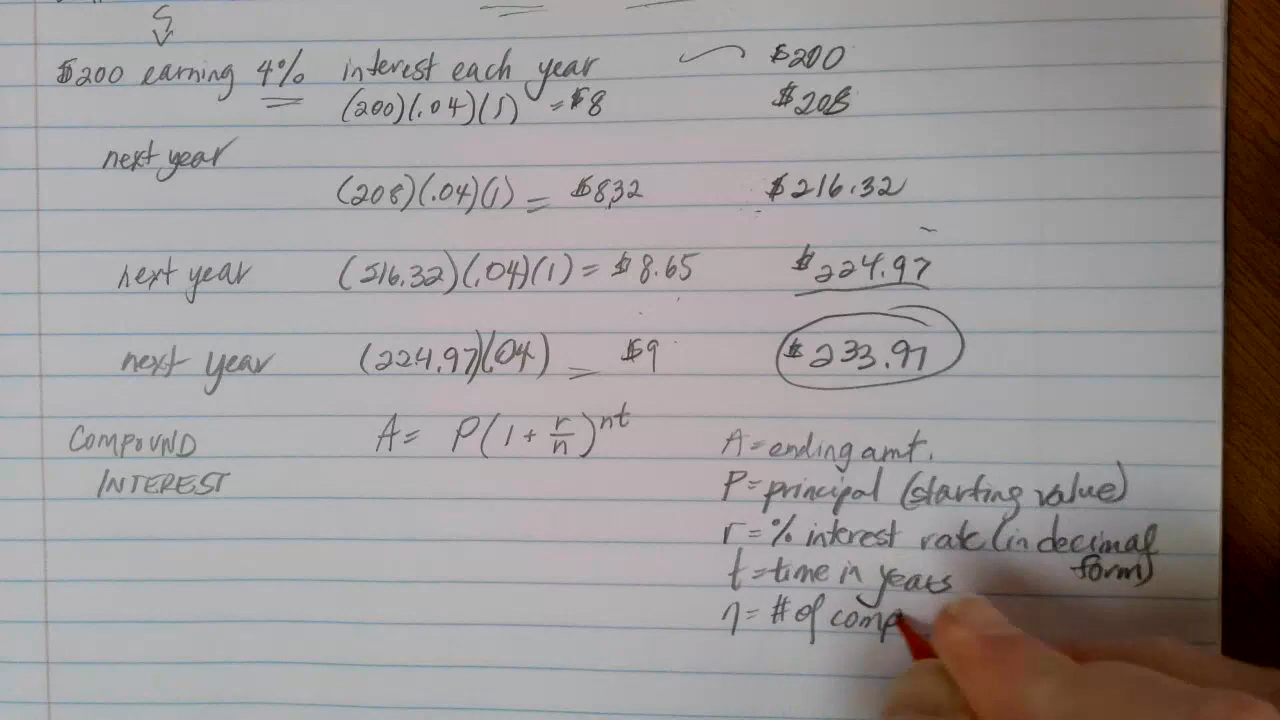 $200 earning 4% interest each year $200
(200)(.04)(1) = $8 $208
next year
(208)(.04)(1) = $8.32 $216.32
next year (216.32)(.04)(1) = $8.65 $224.97
next year (224.97)(.04) = $9 $233.97
COMPOUND A = P(1 + r/n)^nt
INTEREST
A = ending amt.
P = principal (starting value)
r = % interest rate (in decimal form)
t = time in years
n = # of comp